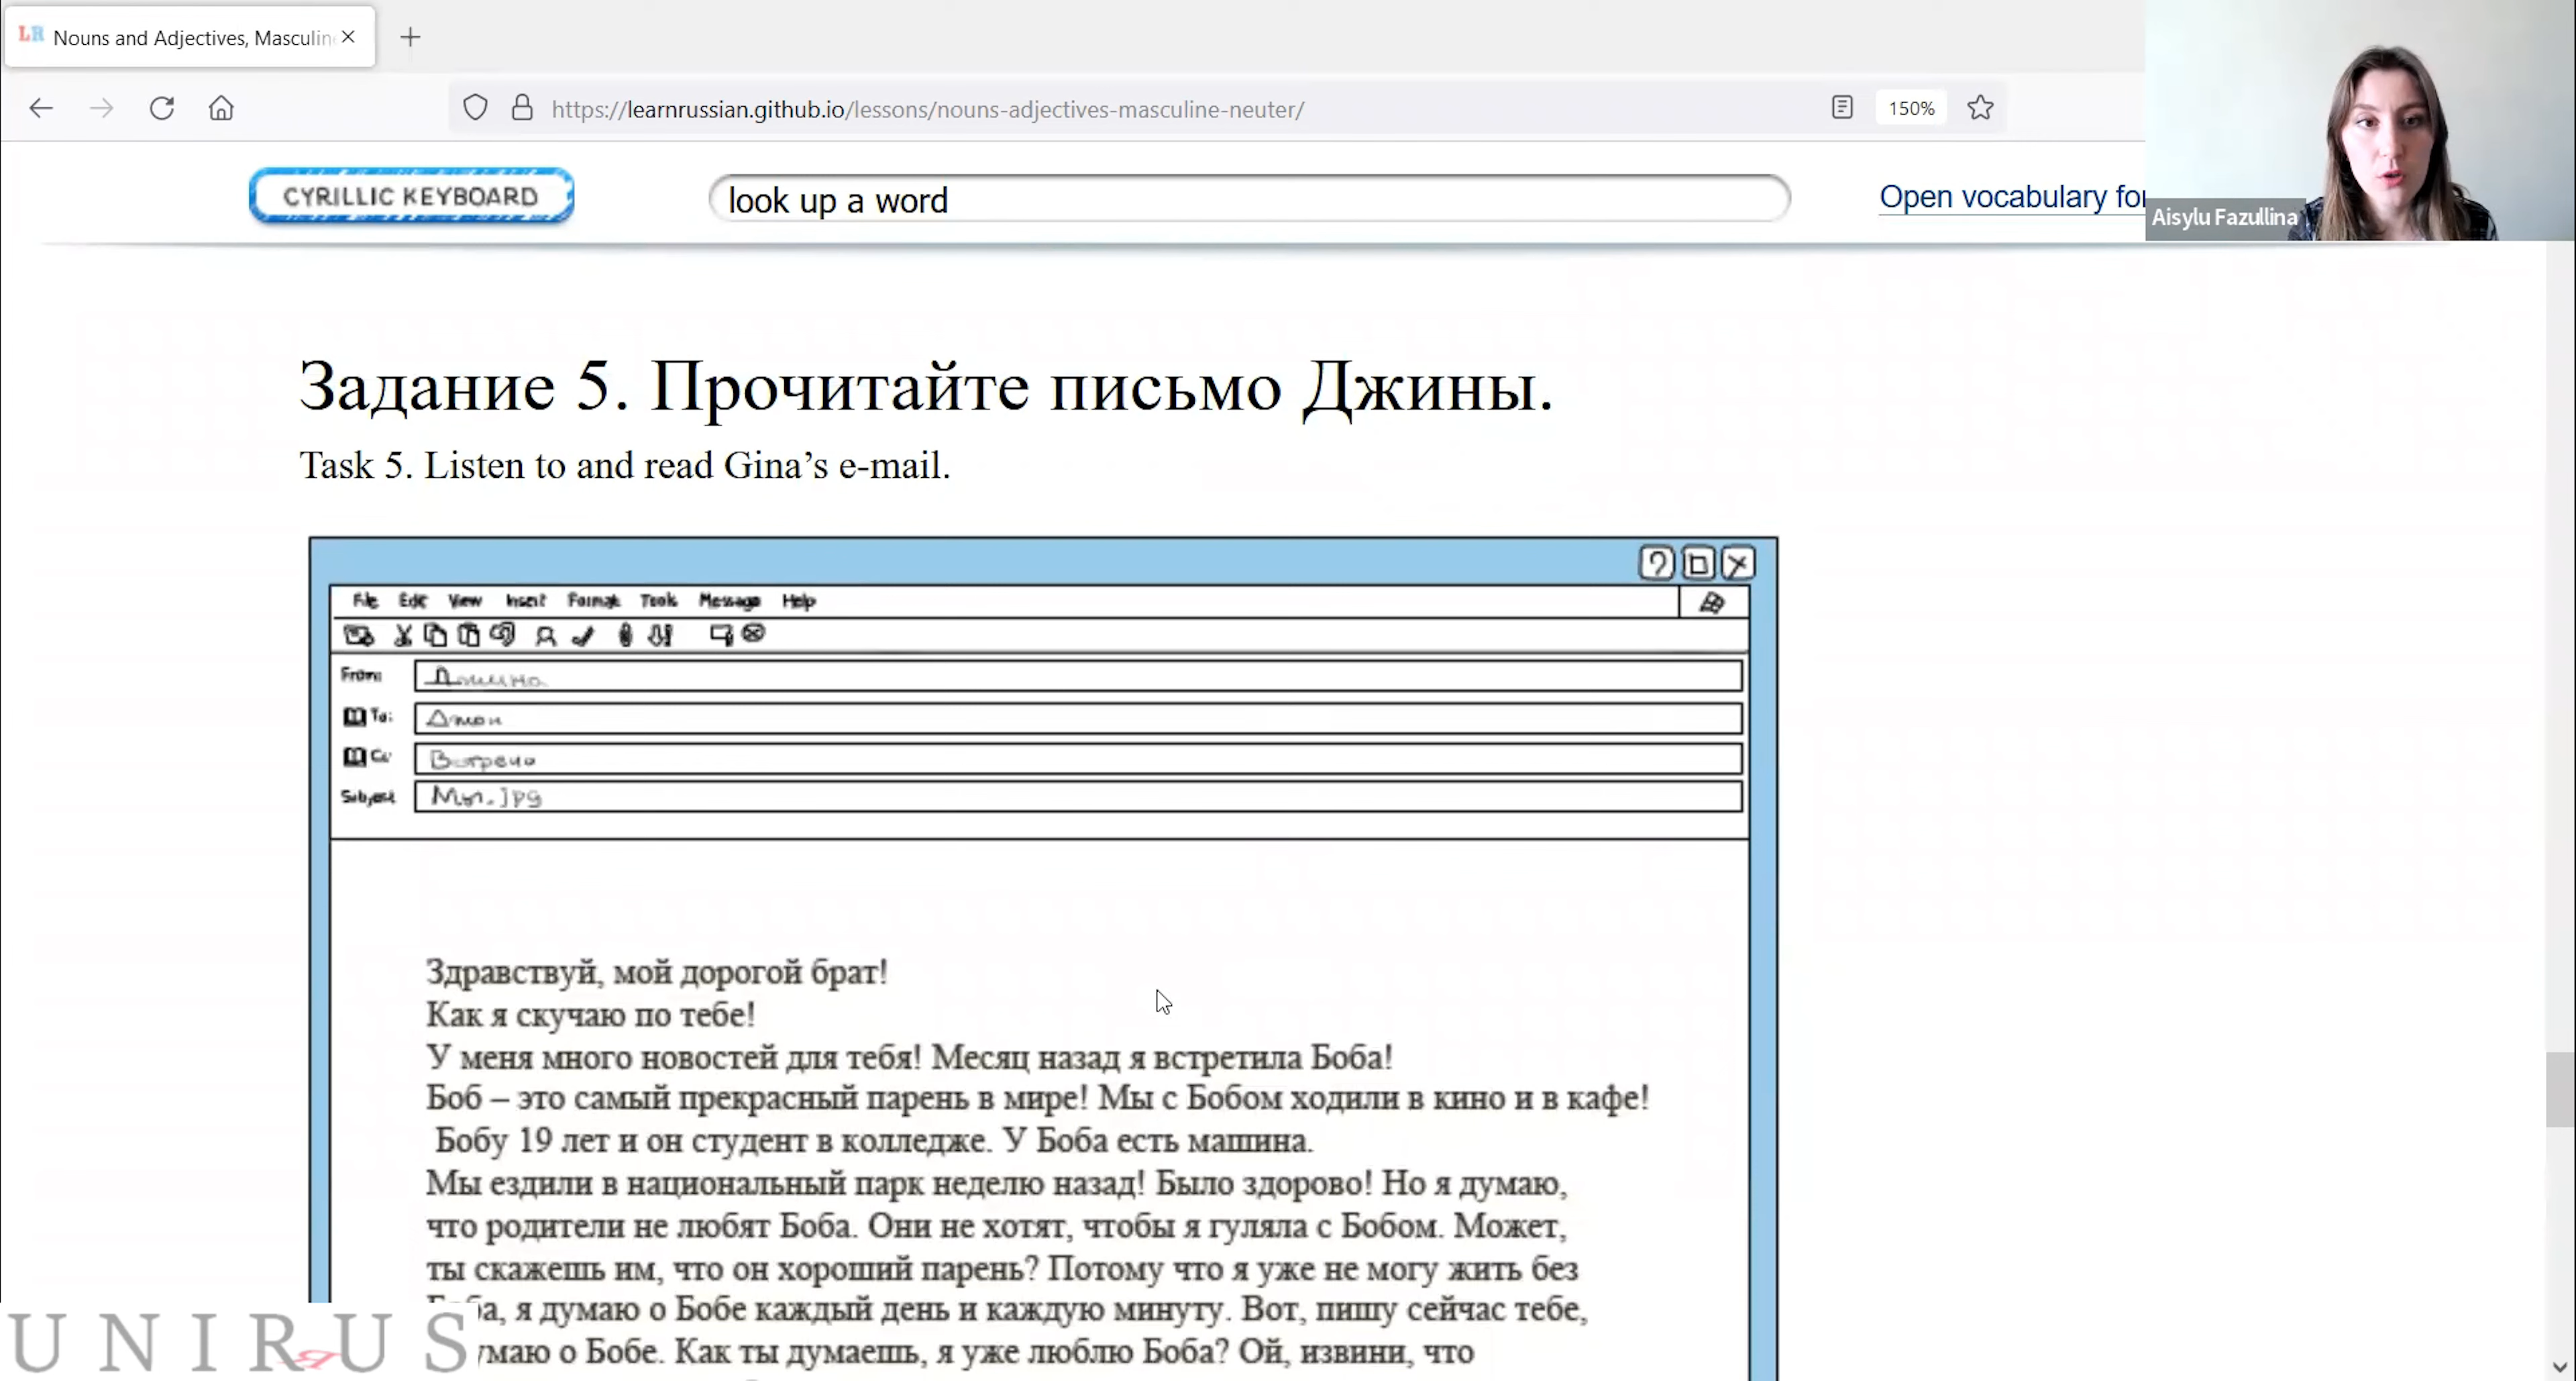 LR Nouns and Adjectives, Masculin
https://learnrussian.github.io/lessons/nouns-adjectives-masculine-neuter/
150%
CYRILLIC KEYBOARD
look up a word
Open vocabulary for
Aisylu Fazullina
Задание 5. Прочитайте письмо Джины.
Task 5. Listen to and read Gina’s e-mail.
File Edit View Insert Format Tools Message Help
From:
To:
Cc:
Subject
Здравствуй, мой дорогой брат!
Как я скучаю по тебе!
У меня много новостей для тебя! Месяц назад я встретила Боба!
Боб – это самый прекрасный парень в мире! Мы с Бобом ходили в кино и в кафе!
Бобу 19 лет и он студент в колледже. У Боба есть машина.
Мы ездили в национальный парк неделю назад! Было здорово! Но я думаю,
что родители не любят Боба. Они не хотят, чтобы я гуляла с Бобом. Может,
ты скажешь им, что он хороший парень? Потому что я уже не могу жить без
я думаю о Бобе каждый день и каждую минуту. Вот, пишу сейчас тебе,
о Бобе. Как ты думаешь, я уже люблю Боба? Ой, извини, что
UNIRUS